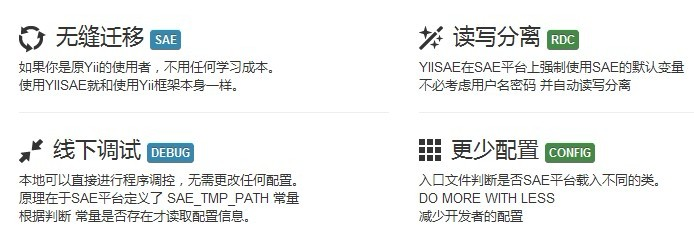 无缝迁移 SAE
如果你是原Yii的使用者，不用任何学习成本。
使用YIISAE就和使用Yii框架本身一样。
读写分离 RDC
YIISAE在SAE平台上强制使用SAE的默认变量
不必考虑用户名密码 并自动读写分离
线下调试 DEBUG
本地可以直接进行程序调控，无需更改任何配置。
原理在于SAE平台定义了 SAE_TMP_PATH 常量
根据判断 常量是否存在才读取配置信息。
更少配置 CONFIG
入口文件判断是否SAE平台载入不同的类。
DO MORE WITH LESS
减少开发者的配置